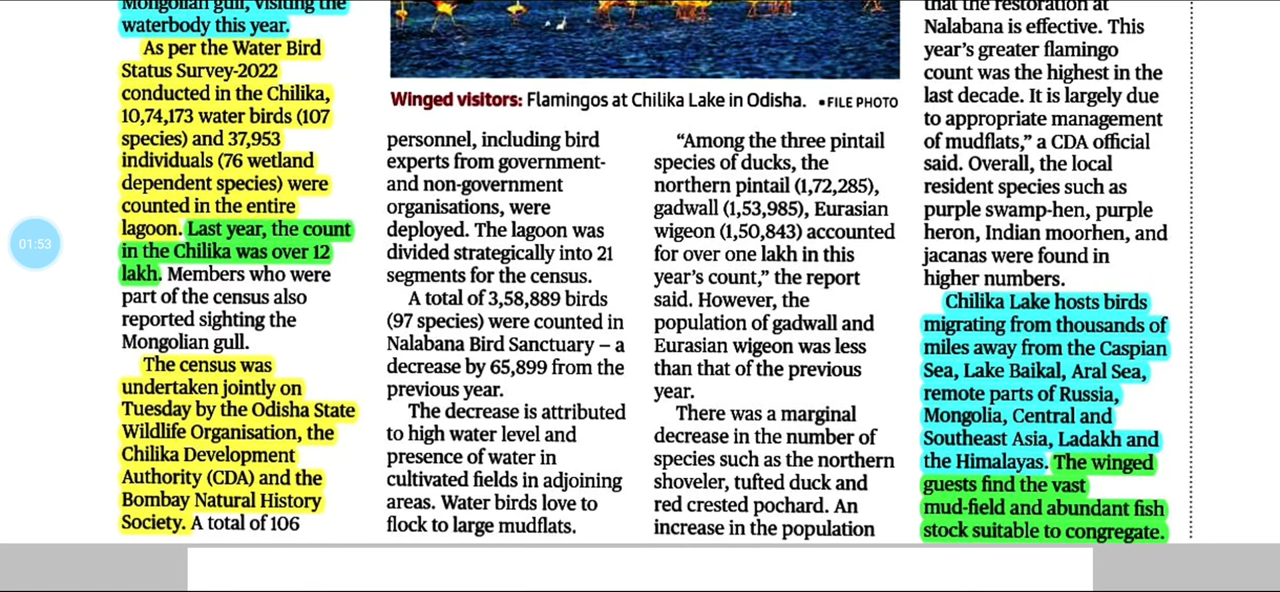 Mongolian gull, visiting the
waterbody this year.
As per the Water Bird
Status Survey-2022
conducted in the Chilika,
10,74,173 water birds (107
species) and 37,953
individuals (76 wetland
dependent species) were
counted in the entire
lagoon. Last year, the count
in the Chilika was over 12
lakh. Members who were
part of the census also
reported sighting the
Mongolian gull.
The census was
undertaken jointly on
Tuesday by the Odisha State
Wildlife Organisation, the
Chilika Development
Authority (CDA) and the
Bombay Natural History
Society. A total of 106
01:53
Winged visitors: Flamingos at Chilika Lake in Odisha. •FILE PHOTO
personnel, including bird
experts from government-
and non-government
organisations, were
deployed. The lagoon was
divided strategically into 21
segments for the census.
A total of 3,58,889 birds
(97 species) were counted in
Nalabana Bird Sanctuary – a
decrease by 65,899 from the
previous year.
The decrease is attributed
to high water level and
presence of water in
cultivated fields in adjoining
areas. Water birds love to
flock to large mudflats.
“Among the three pintail
species of ducks, the
northern pintail (1,72,285),
gadwall (1,53,985), Eurasian
wigeon (1,50,843) accounted
for over one lakh in this
year’s count,” the report
said. However, the
population of gadwall and
Eurasian wigeon was less
than that of the previous
year.
There was a marginal
decrease in the number of
species such as the northern
shoveler, tufted duck and
red crested pochard. An
increase in the population
that the restoration at
Nalabana is effective. This
year’s greater flamingo
count was the highest in the
last decade. It is largely due
to appropriate management
of mudflats,” a CDA official
said. Overall, the local
resident species such as
purple swamp-hen, purple
heron, Indian moorhen, and
jacanas were found in
higher numbers.
Chilika Lake hosts birds
migrating from thousands of
miles away from the Caspian
Sea, Lake Baikal, Aral Sea,
remote parts of Russia,
Mongolia, Central and
Southeast Asia, Ladakh and
the Himalayas. The winged
guests find the vast
mud-field and abundant fish
stock suitable to congregate.